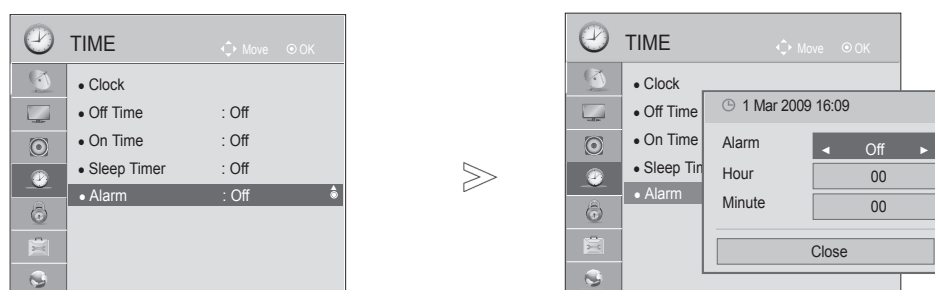 TIME Move OK
• Clock
• Off Time : Off
• On Time : Off
• Sleep Timer : Off
• Alarm : Off
TIME Move OK
• Clock
• Off Time
• On Time
• Sleep Tim
• Alarm
1 Mar 2009 16:09
Alarm ◄ Off ►
Hour 00
Minute 00
Close